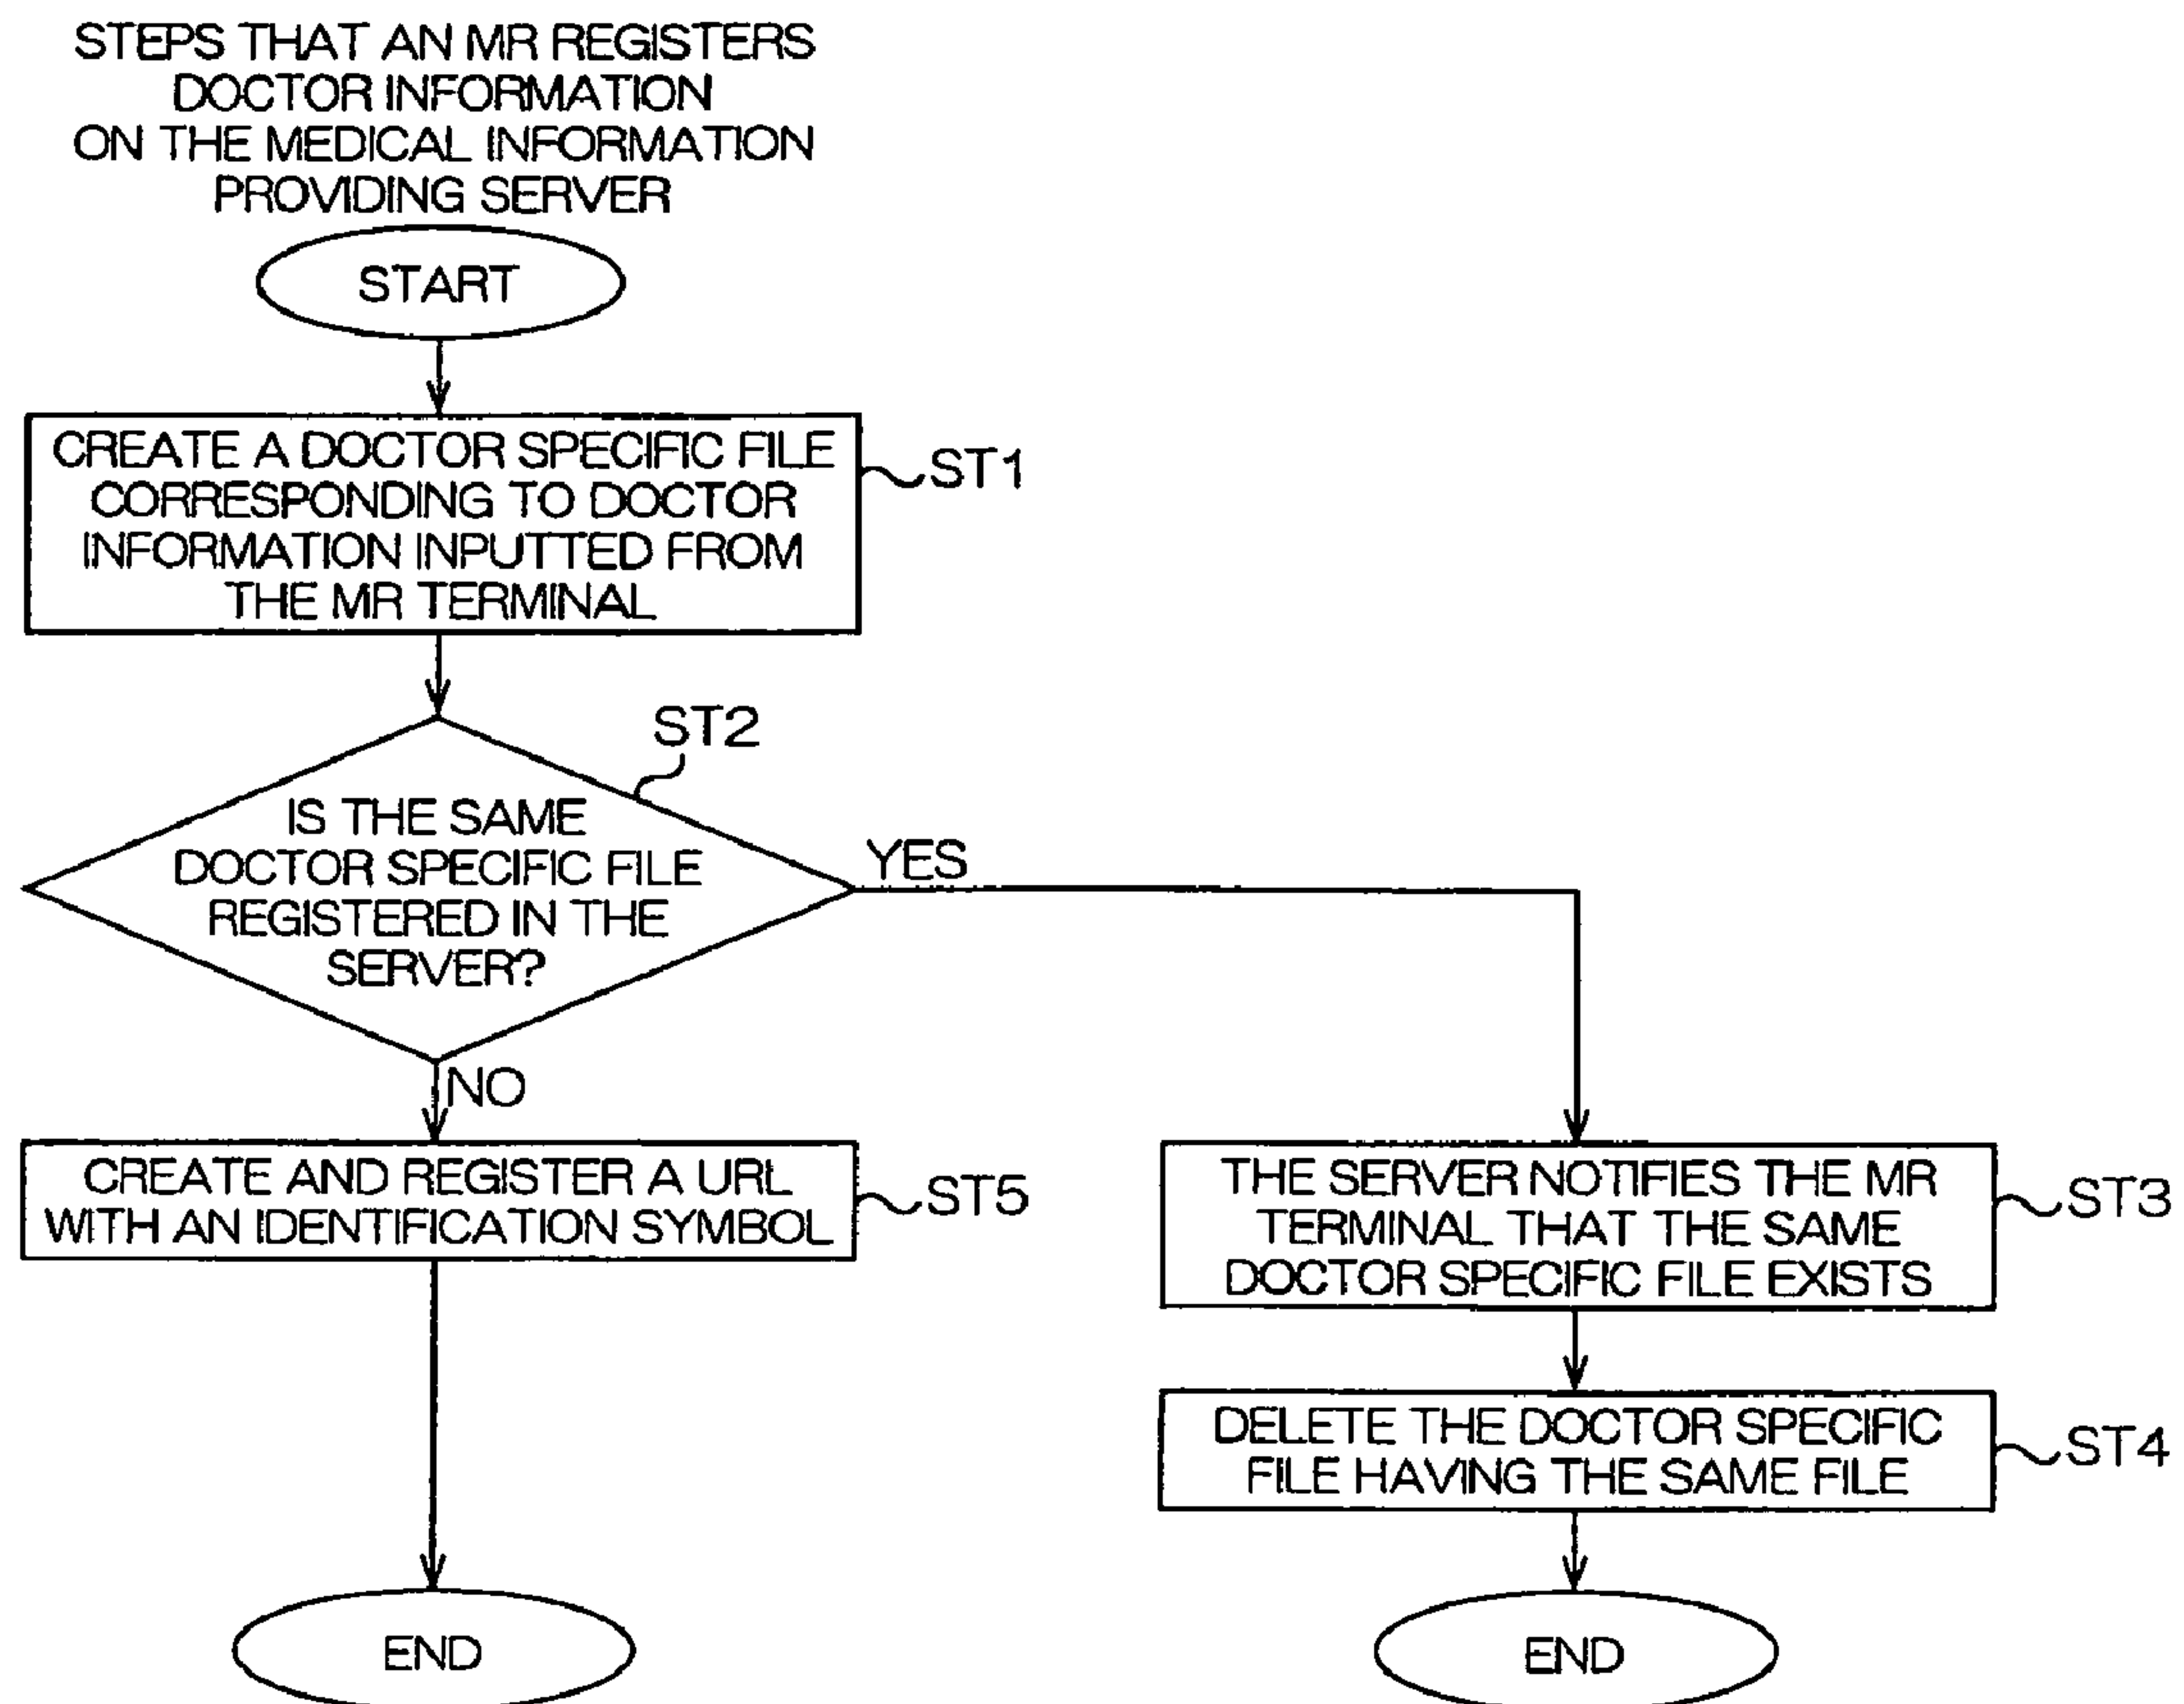 STEPS THAT AN MR REGISTERS
DOCTOR INFORMATION
ON THE MEDICAL INFORMATION
PROVIDING SERVER
START
CREATE A DOCTOR SPECIFIC FILE
CORRESPONDING TO DOCTOR
INFORMATION INPUTTED FROM
THE MR TERMINAL
ST1
ST2
IS THE SAME
DOCTOR SPECIFIC FILE
REGISTERED IN THE
SERVER?
YES
NO
CREATE AND REGISTER A URL
WITH AN IDENTIFICATION SYMBOL
ST5
THE SERVER NOTIFIES THE MR
TERMINAL THAT THE SAME
DOCTOR SPECIFIC FILE EXISTS
ST3
DELETE THE DOCTOR SPECIFIC
FILE HAVING THE SAME FILE
ST4
END
END